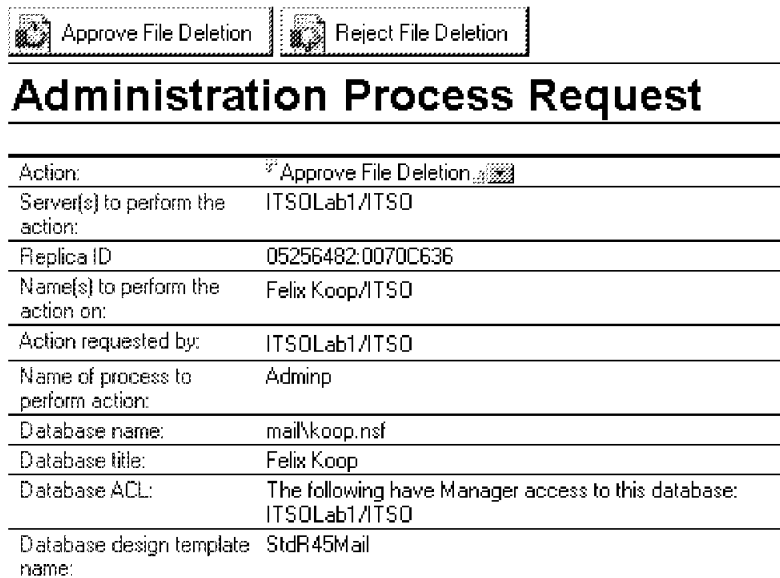 Approve File Deletion
Reject File Deletion
Administration Process Request
Action: Approve File Deletion
Server(s) to perform the ITSOLab1/ITSO
action:
Replica ID 05256482:0070C636
Name(s) to perform the Felix Koop/ITSO
action on:
Action requested by: ITSOLab1/ITSO
Name of process to Adminp
perform action:
Database name: mail\koop.nsf
Database title: Felix Koop
Database ACL: The following have Manager access to this database:
ITSOLab1/ITSO
Database design template StdR45Mail
name: